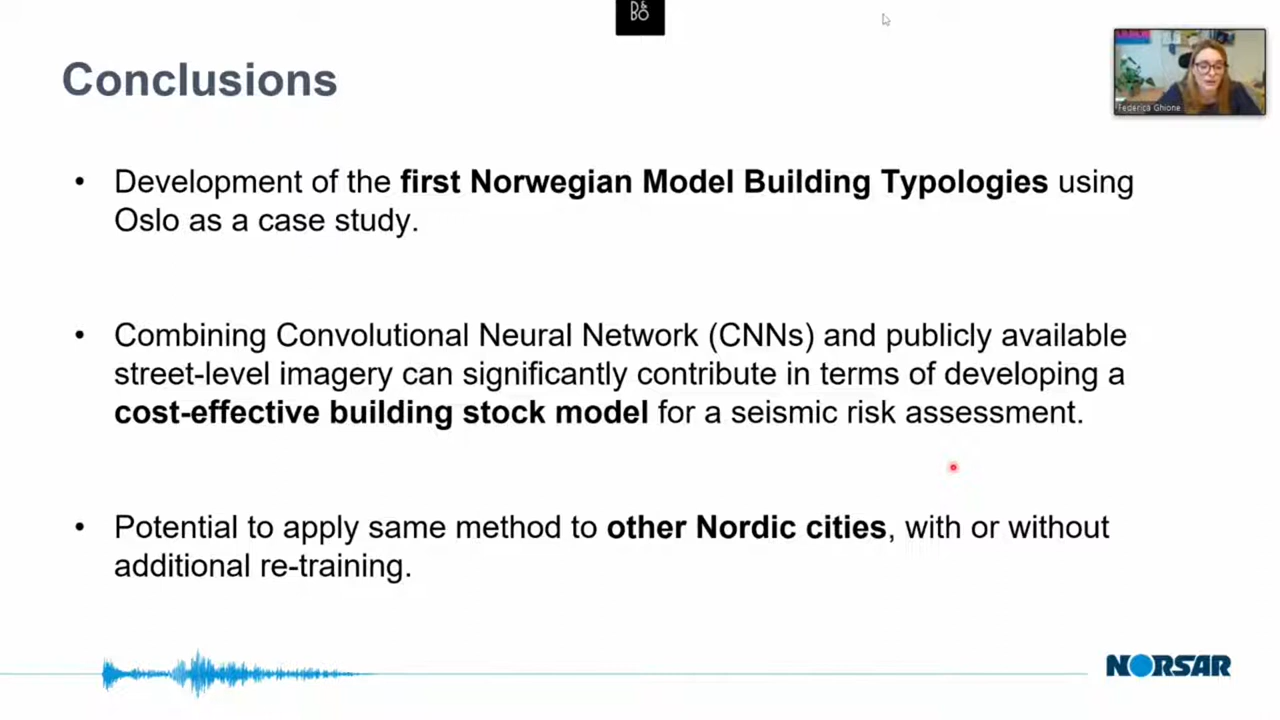 D&
BO
Conclusions
Federica Ghione
• Development of the first Norwegian Model Building Typologies using
Oslo as a case study.
• Combining Convolutional Neural Network (CNNs) and publicly available
street-level imagery can significantly contribute in terms of developing a
cost-effective building stock model for a seismic risk assessment.
• Potential to apply same method to other Nordic cities, with or without
additional re-training.
NORSAR